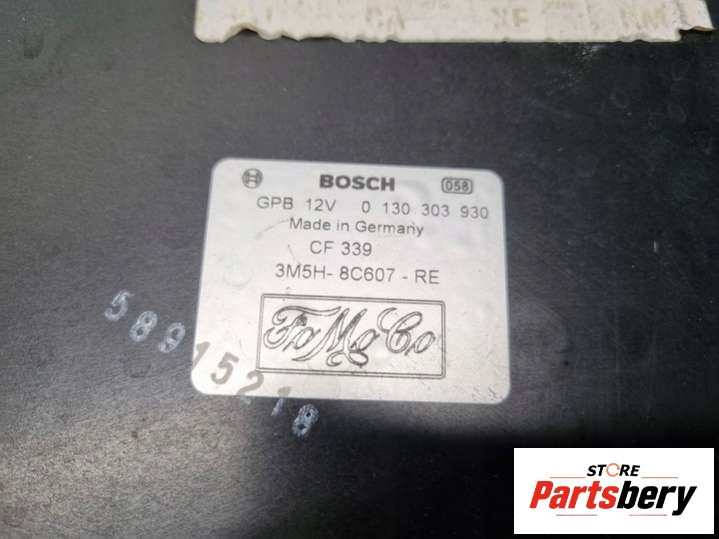 BOSCH 058
GPB 12V 0 130 303 930
Made in Germany
CF 339
3M5H- 8C607 - RE
FoMoCo
58915218
STORE
Partsbery